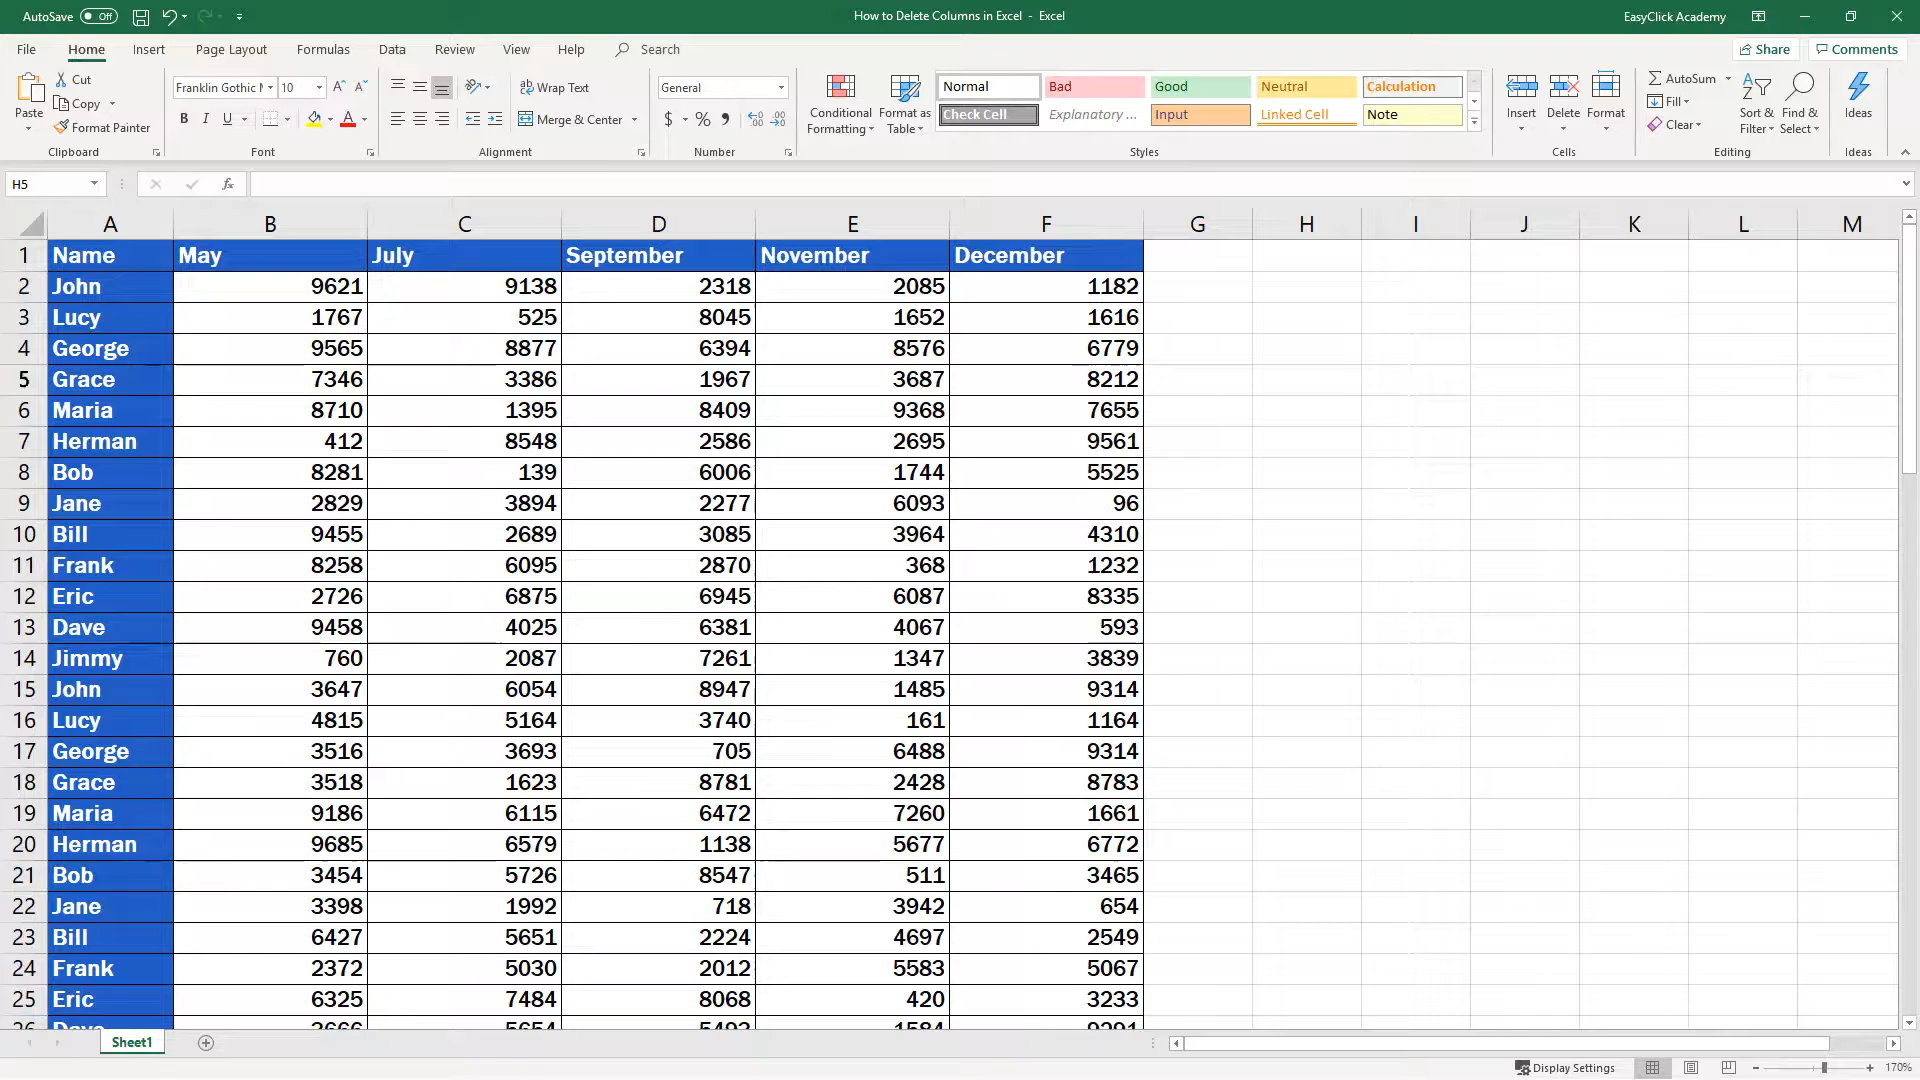 AutoSave Off
How to Delete Columns in Excel - Excel
EasyClick Academy
File Home Insert Page Layout Formulas Data Review View Help Search
Share Comments
Paste
Cut
Copy
Format Painter
Clipboard
Franklin Gothic 10
B I U
Font
Wrap Text
Merge & Center
Alignment
General
$ % 9
Number
Conditional Formatting
Format as Table
Normal Bad Good Neutral Calculation
Check Cell Explanatory ... Input Linked Cell Note
Styles
Insert Delete Format
Cells
AutoSum
Fill
Clear
Sort & Filter
Find & Select
Editing
Ideas
Ideas
H5 fx
A B C D E F G H I J K L M
1 Name May July September November December
2 John 9621 9138 2318 2085 1182
3 Lucy 1767 525 8045 1652 1616
4 George 9565 8877 6394 8576 6779
5 Grace 7346 3386 1967 3687 8212
6 Maria 8710 1395 8409 9368 7655
7 Herman 412 8548 2586 2695 9561
8 Bob 8281 139 6006 1744 5525
9 Jane 2829 3894 2277 6093 96
10 Bill 9455 2689 3085 3964 4310
11 Frank 8258 6095 2870 368 1232
12 Eric 2726 6875 6945 6087 8335
13 Dave 9458 4025 6381 4067 593
14 Jimmy 760 2087 7261 1347 3839
15 John 3647 6054 8947 1485 9314
16 Lucy 4815 5164 3740 161 1164
17 George 3516 3693 705 6488 9314
18 Grace 3518 1623 8781 2428 8783
19 Maria 9186 6115 6472 7260 1661
20 Herman 9685 6579 1138 5677 6772
21 Bob 3454 5726 8547 511 3465
22 Jane 3398 1992 718 3942 654
23 Bill 6427 5651 2224 4697 2549
24 Frank 2372 5030 2012 5583 5067
25 Eric 6325 7484 8068 420 3233
Sheet1
Display Settings 170%